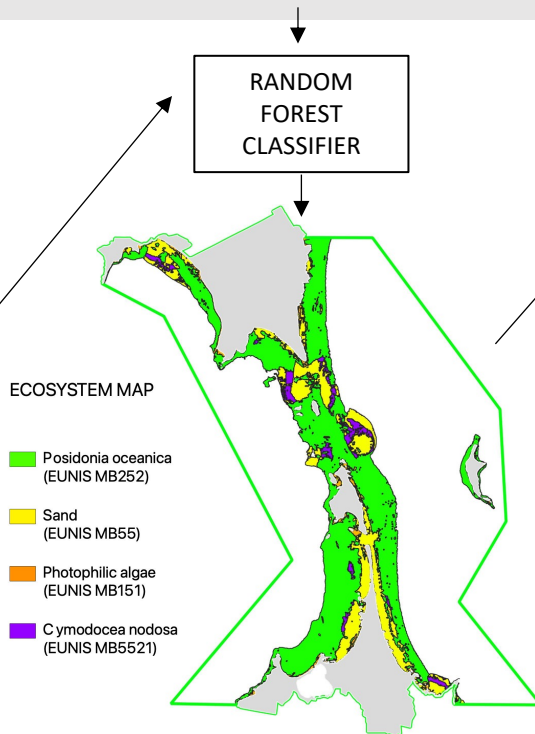 RANDOM
FOREST
CLASSIFIER
ECOSYSTEM MAP
Posidonia oceanica
(EUNIS MB252)
Sand
(EUNIS MB55)
Photophilic algae
(EUNIS MB151)
Cymodocea nodosa
(EUNIS MB5521)